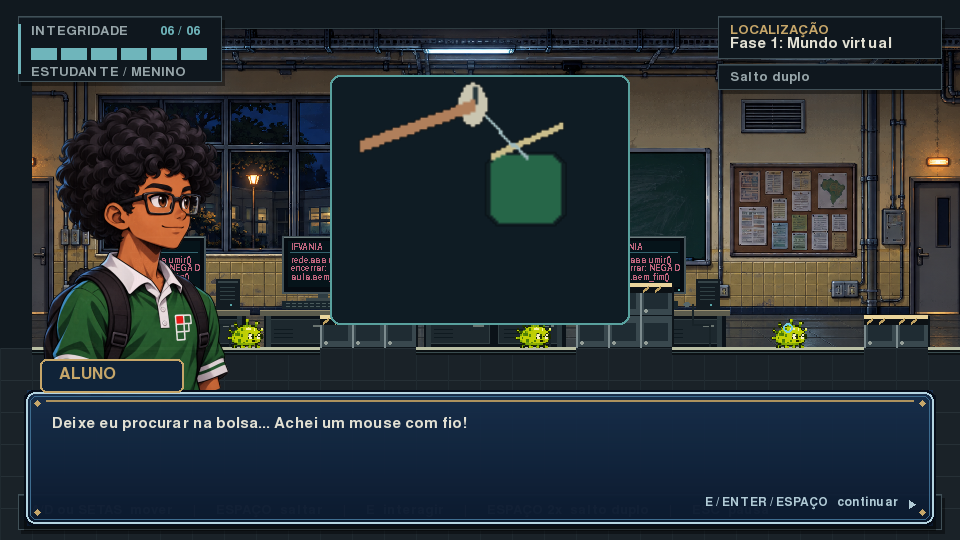 INTEGRIDADE 06 / 06
ESTUDANTE / MENINO
LOCALIZAÇÃO
Fase 1: Mundo virtual
Salto duplo
IFVANIA
ALUNO
Deixe eu procurar na bolsa... Achei um mouse com fio!
E / ENTER / ESPAÇO continuar